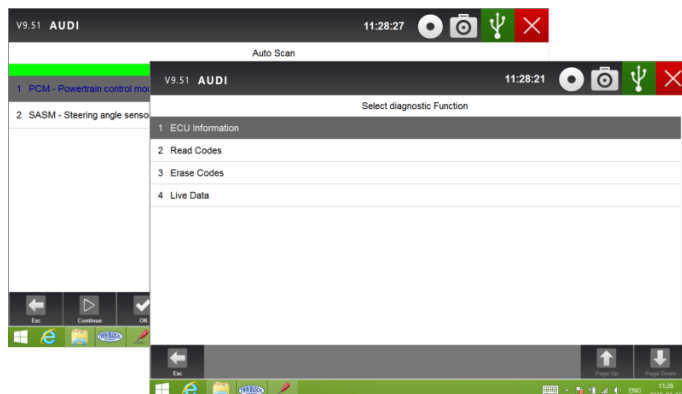 V9.51 AUDI 11:28:27
Auto Scan
1 PCM - Powertrain control
2 SASM - Steering angle
Esc
Continue
OK
V9.51 AUDI 11:28:21
Select diagnostic Function
1 ECU Information
2 Read Codes
3 Erase Codes
4 Live Data
Esc
Page Up
Page Down
ENG
11:28